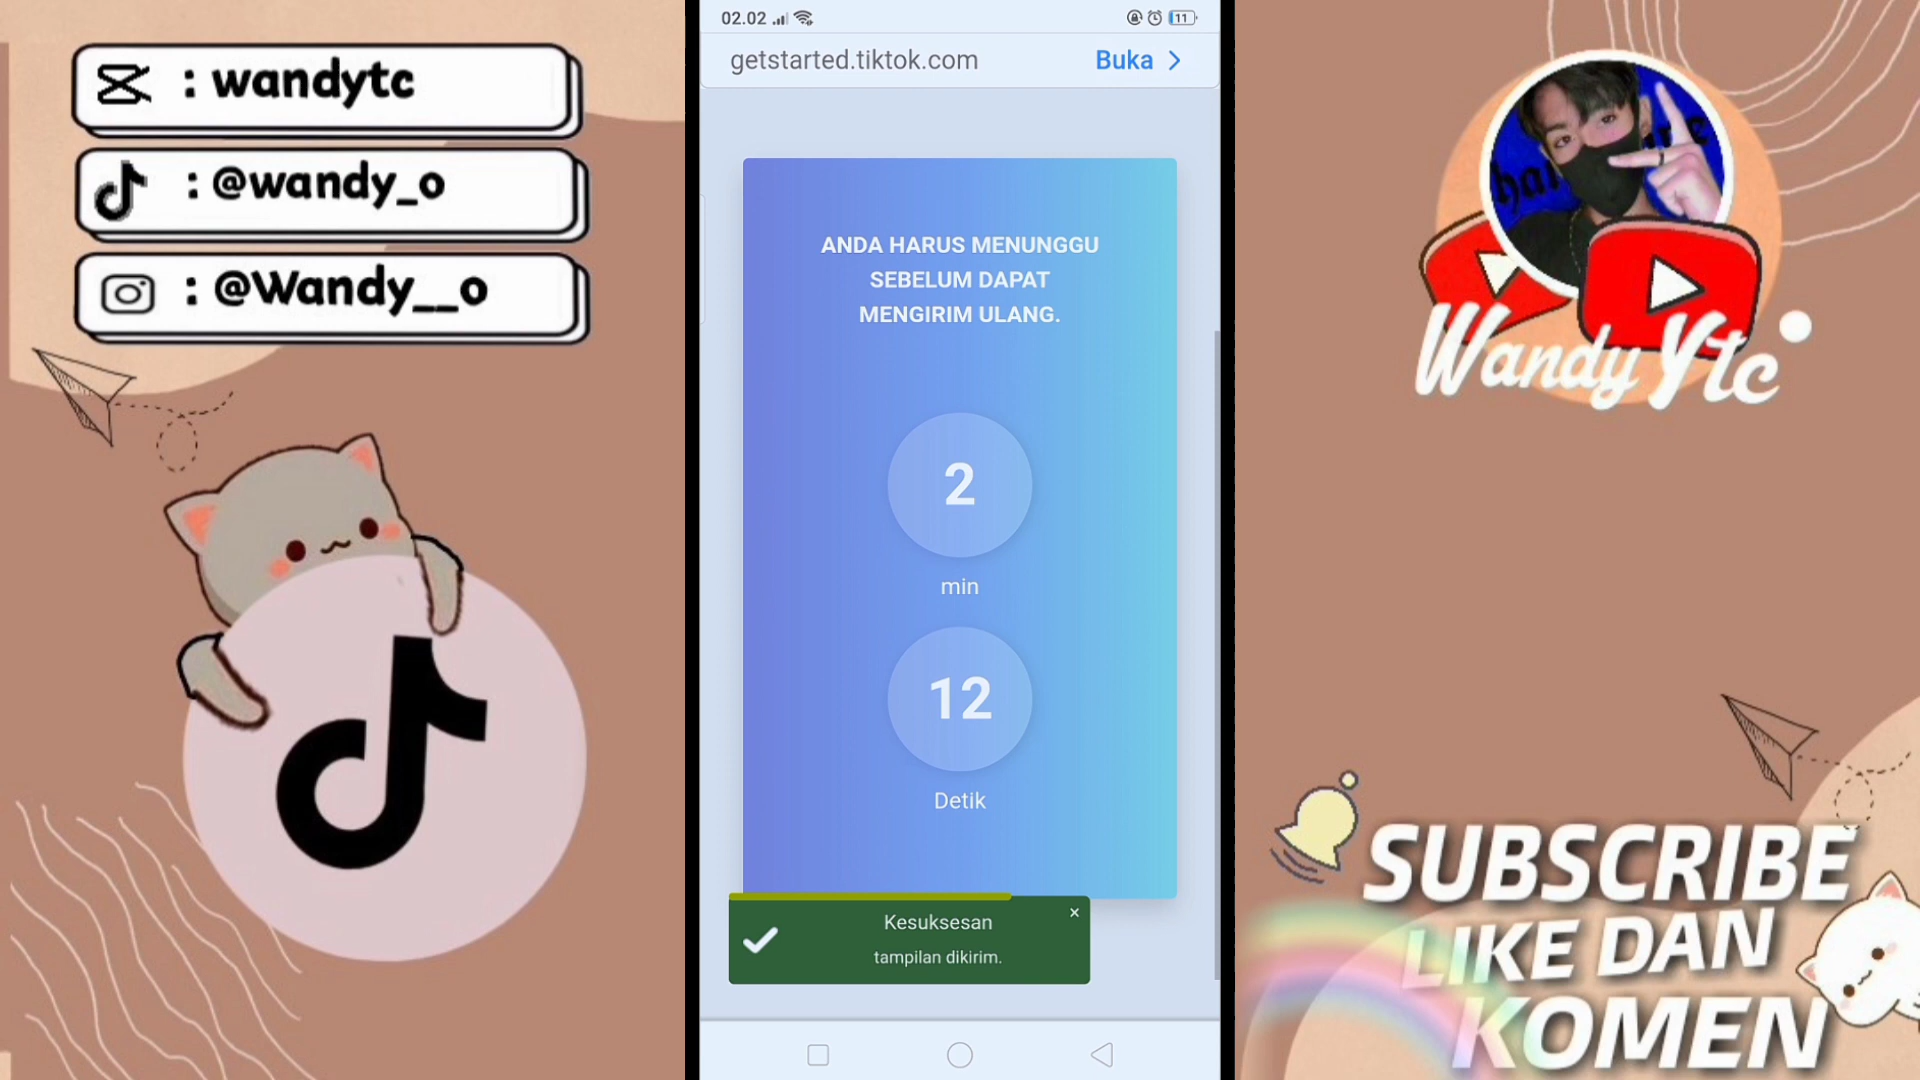 : wandytc
: @wandy_o
: @Wandy__o
02.02
11
getstarted.tiktok.com
Buka
ANDA HARUS MENUNGGU
SEBELUM DAPAT
MENGIRIM ULANG.
2
min
12
Detik
Kesuksesan
tampilan dikirim.
Wandy Ytc
SUBSCRIBE
LIKE DAN
KOMEN